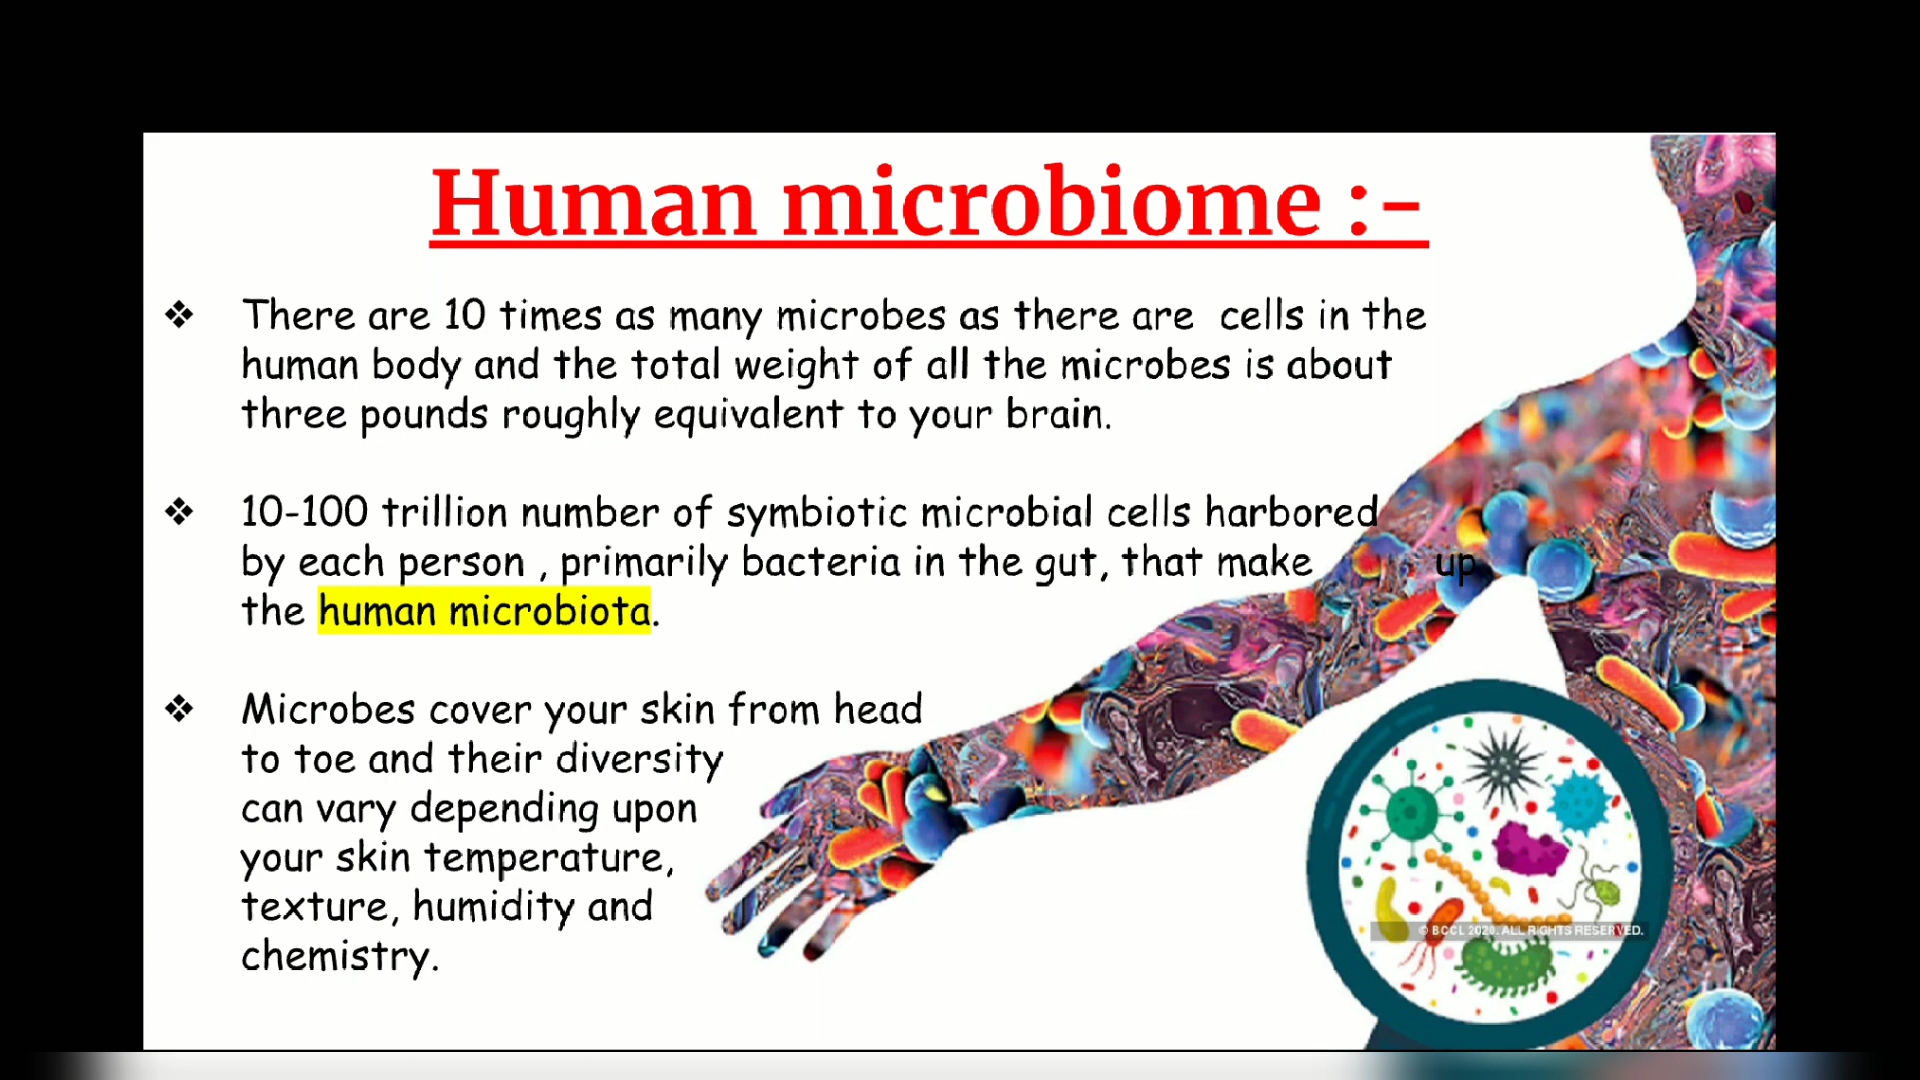 Human microbiome :-
❖ There are 10 times as many microbes as there are cells in the
human body and the total weight of all the microbes is about
three pounds roughly equivalent to your brain.
❖ 10-100 trillion number of symbiotic microbial cells harbored
by each person , primarily bacteria in the gut, that make up
the human microbiota.
❖ Microbes cover your skin from head
to toe and their diversity
can vary depending upon
your skin temperature,
texture, humidity and
chemistry.
© BCCL 2020. ALL RIGHTS RESERVED.